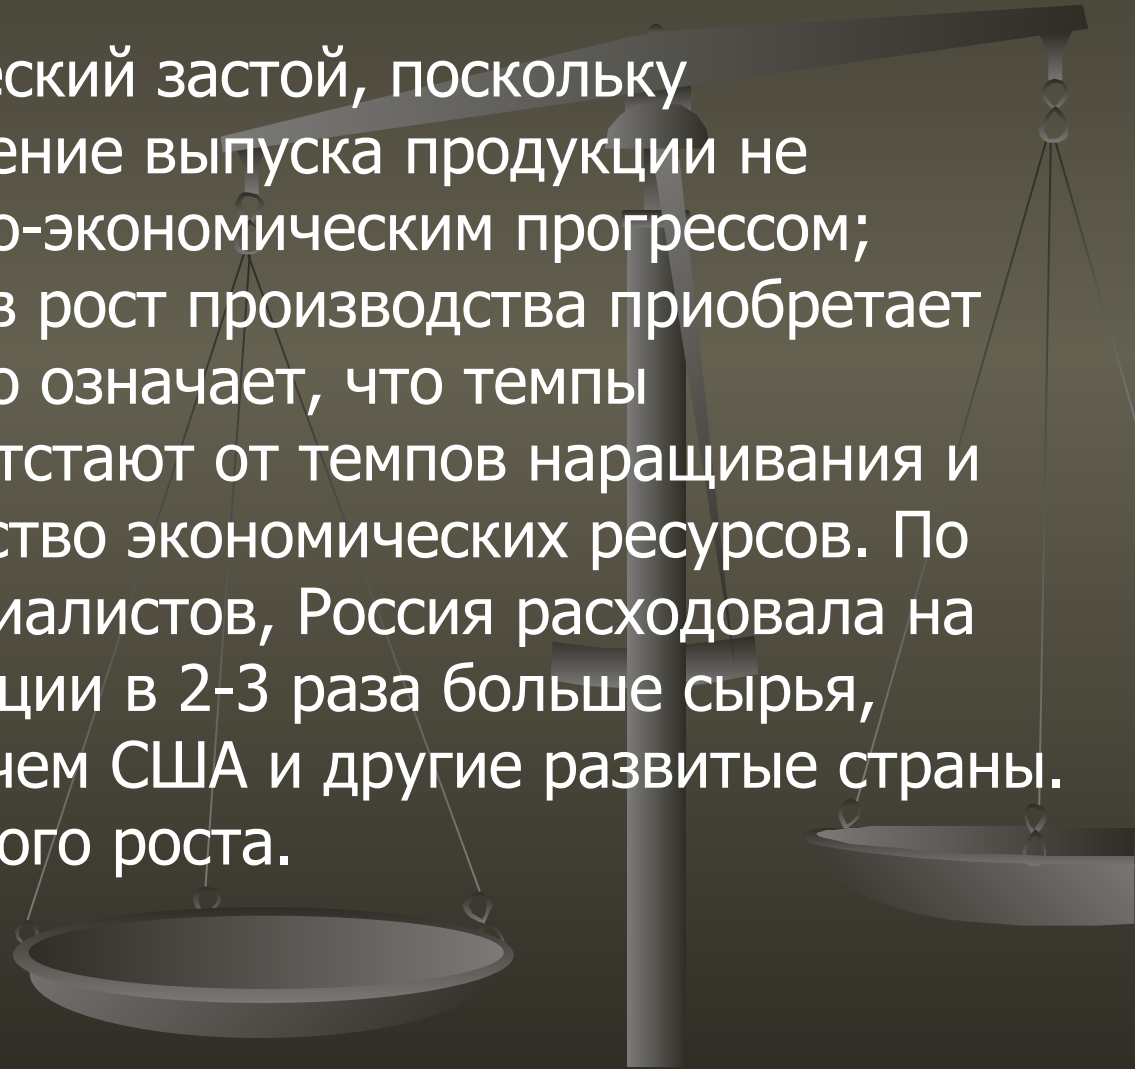 еский застой, поскольку
ение выпуска продукции не
о-экономическим прогрессом;
в рост производства приобретает
о означает, что темпы
тстают от темпов наращивания и
ство экономических ресурсов. По
иалистов, Россия расходовала на
ции в 2-3 раза больше сырья,
чем США и другие развитые страны.
ого роста.